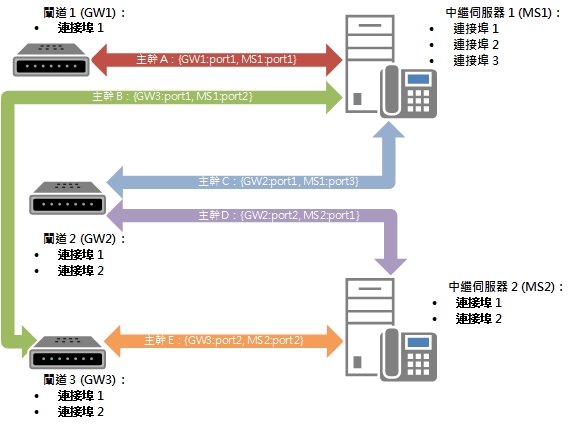 閘道 1 (GW1)：
• 連接埠 1
中繼伺服器 1 (MS1)：
• 連接埠 1
• 連接埠 2
• 連接埠 3
主幹 A：{GW1:port1, MS1:port1}
主幹 B：{GW3:port1, MS1:port2}
主幹 C：{GW2:port1, MS1:port3}
主幹 D：{GW2:port2, MS2:port1}
閘道 2 (GW2)：
• 連接埠 1
• 連接埠 2
中繼伺服器 2 (MS2)：
• 連接埠 1
• 連接埠 2
主幹 E：{GW3:port2, MS2:port2}
閘道 3 (GW3)：
• 連接埠 1
• 連接埠 2